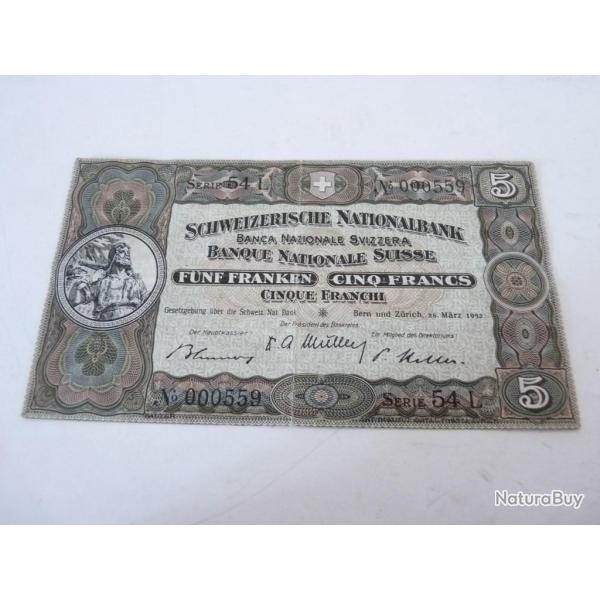 SERIE 54 L
No 000559
5
SCHWEIZERISCHE NATIONALBANK
BANCA NAZIONALE SVIZZERA
BANQUE NATIONALE SUISSE
FÜNF FRANKEN CINQ FRANCS
CINQUE FRANCHI
Gesetzgebung über die Schweiz. Nat. Bank
Bern und Zürich, 28. März 1952
Der Hauptkassier:
Der Präsident des Bankrates:
Ein Mitglied des Direktoriums:
No 000559
SERIE 54 L
5
NaturaBuy